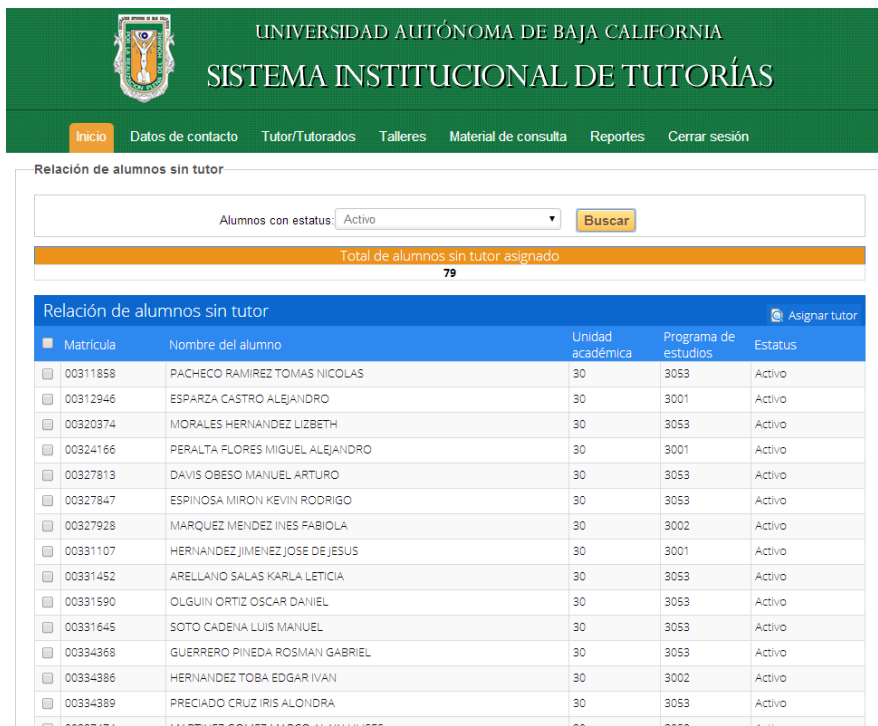 UNIVERSIDAD AUTÓNOMA DE BAJA CALIFORNIA
SISTEMA INSTITUCIONAL DE TUTORÍAS
Inicio Datos de contacto Tutor/Tutorados Talleres Material de consulta Reportes Cerrar sesión
Relación de alumnos sin tutor
Alumnos con estatus: Activo Buscar
Total de alumnos sin tutor asignado
79
Relación de alumnos sin tutor Asignar tutor
Matrícula Nombre del alumno Unidad académica Programa de estudios Estatus
00311858 PACHECO RAMIREZ TOMAS NICOLAS 30 3053 Activo
00312946 ESPARZA CASTRO ALEJANDRO 30 3001 Activo
00320374 MORALES HERNANDEZ LIZBETH 30 3053 Activo
00324166 PERALTA FLORES MIGUEL ALEJANDRO 30 3001 Activo
00327813 DAVIS OBESO MANUEL ARTURO 30 3053 Activo
00327847 ESPINOSA MIRON KEVIN RODRIGO 30 3053 Activo
00327928 MARQUEZ MENDEZ INES FABIOLA 30 3002 Activo
00331107 HERNANDEZ JIMENEZ JOSE DE JESUS 30 3001 Activo
00331452 ARELLANO SALAS KARLA LETICIA 30 3053 Activo
00331590 OLGUIN ORTIZ OSCAR DANIEL 30 3053 Activo
00331645 SOTO CADENA LUIS MANUEL 30 3053 Activo
00334368 GUERRERO PINEDA ROSMAN GABRIEL 30 3053 Activo
00334386 HERNANDEZ TOBA EDGAR IVAN 30 3002 Activo
00334389 PRECIADO CRUZ IRIS ALONDRA 30 3053 Activo